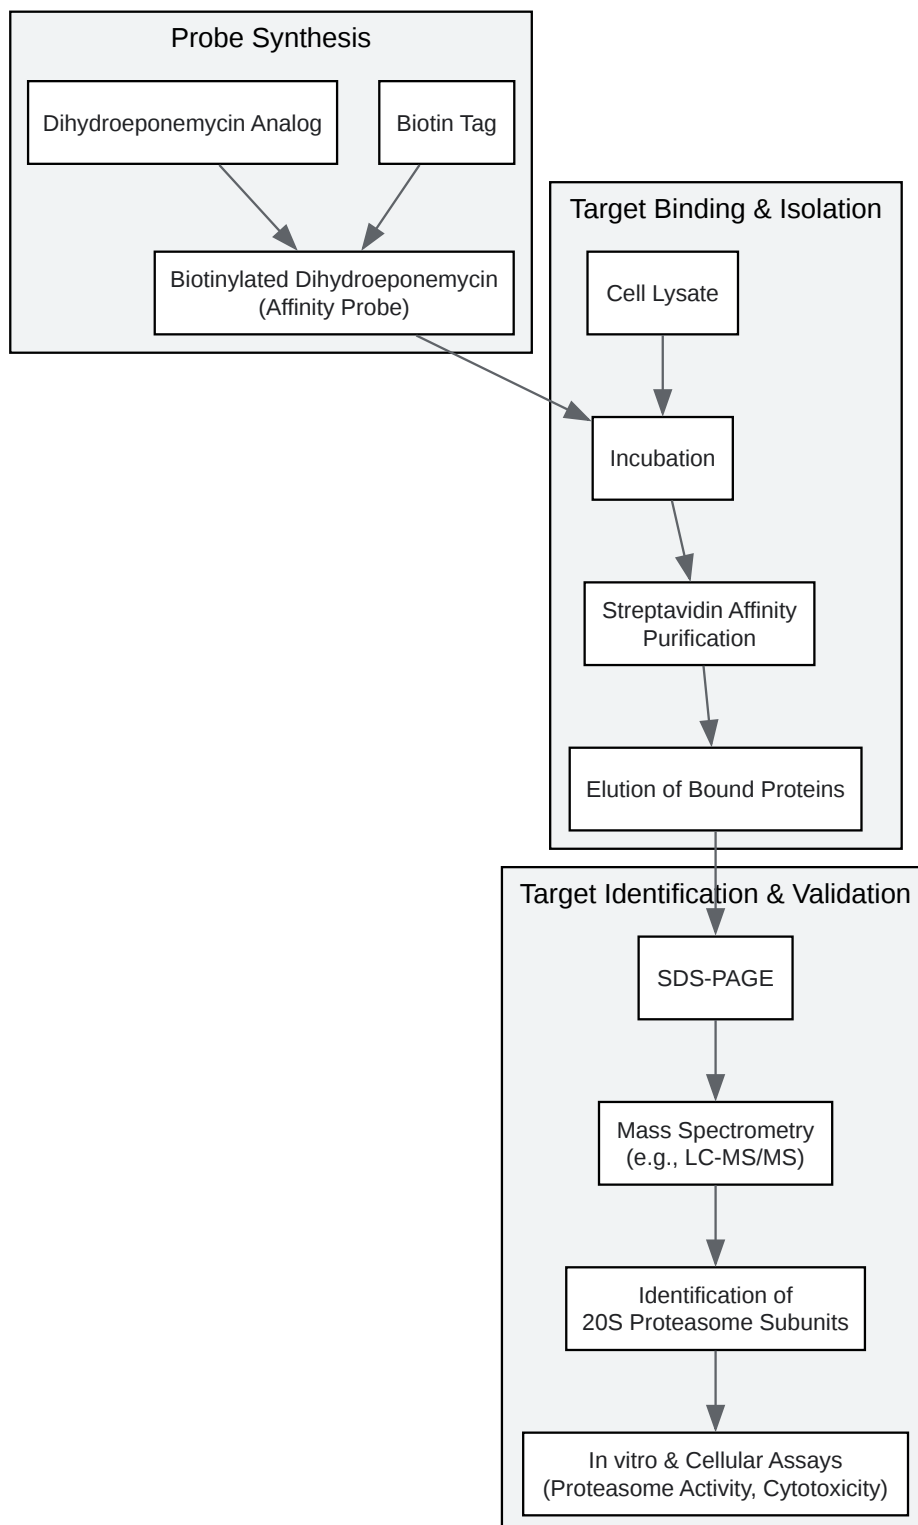 Probe Synthesis
Dihydroeponemycin Analog
Biotin Tag
Biotinylated Dihydroeponemycin
(Affinity Probe)
Target Binding & Isolation
Cell Lysate
Incubation
Streptavidin Affinity
Purification
Elution of Bound Proteins
Target Identification & Validation
SDS-PAGE
Mass Spectrometry
(e.g., LC-MS/MS)
Identification of
20S Proteasome Subunits
In vitro & Cellular Assays
(Proteasome Activity, Cytotoxicity)